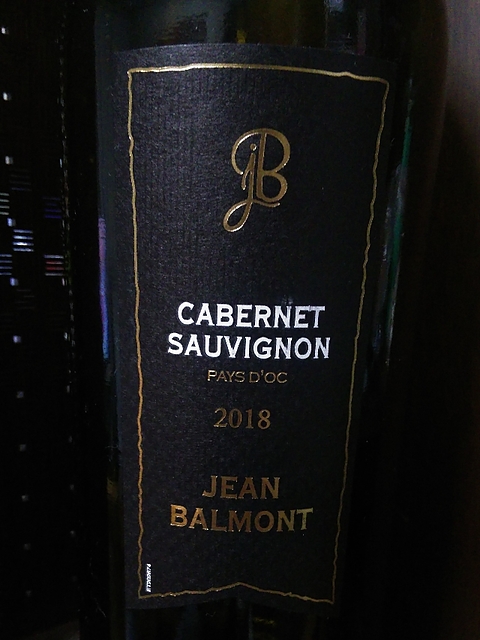 jB
CABERNET
SAUVIGNON
PAYS D'OC
2018
JEAN
BALMONT